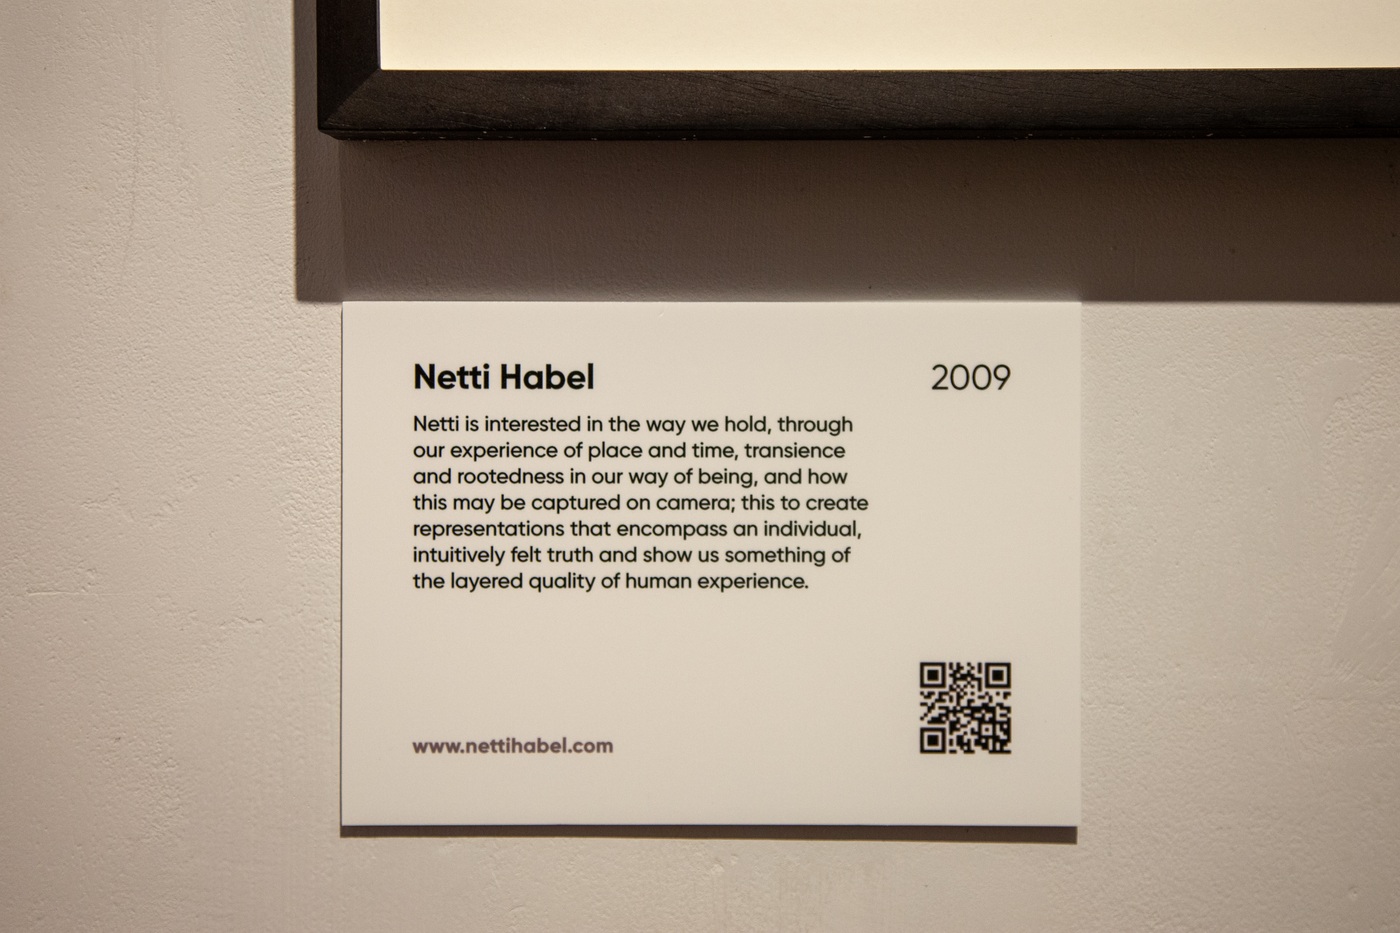 Netti Habel 2009
Netti is interested in the way we hold, through
our experience of place and time, transience
and rootedness in our way of being, and how
this may be captured on camera; this to create
representations that encompass an individual,
intuitively felt truth and show us something of
the layered quality of human experience.
www.nettihabel.com